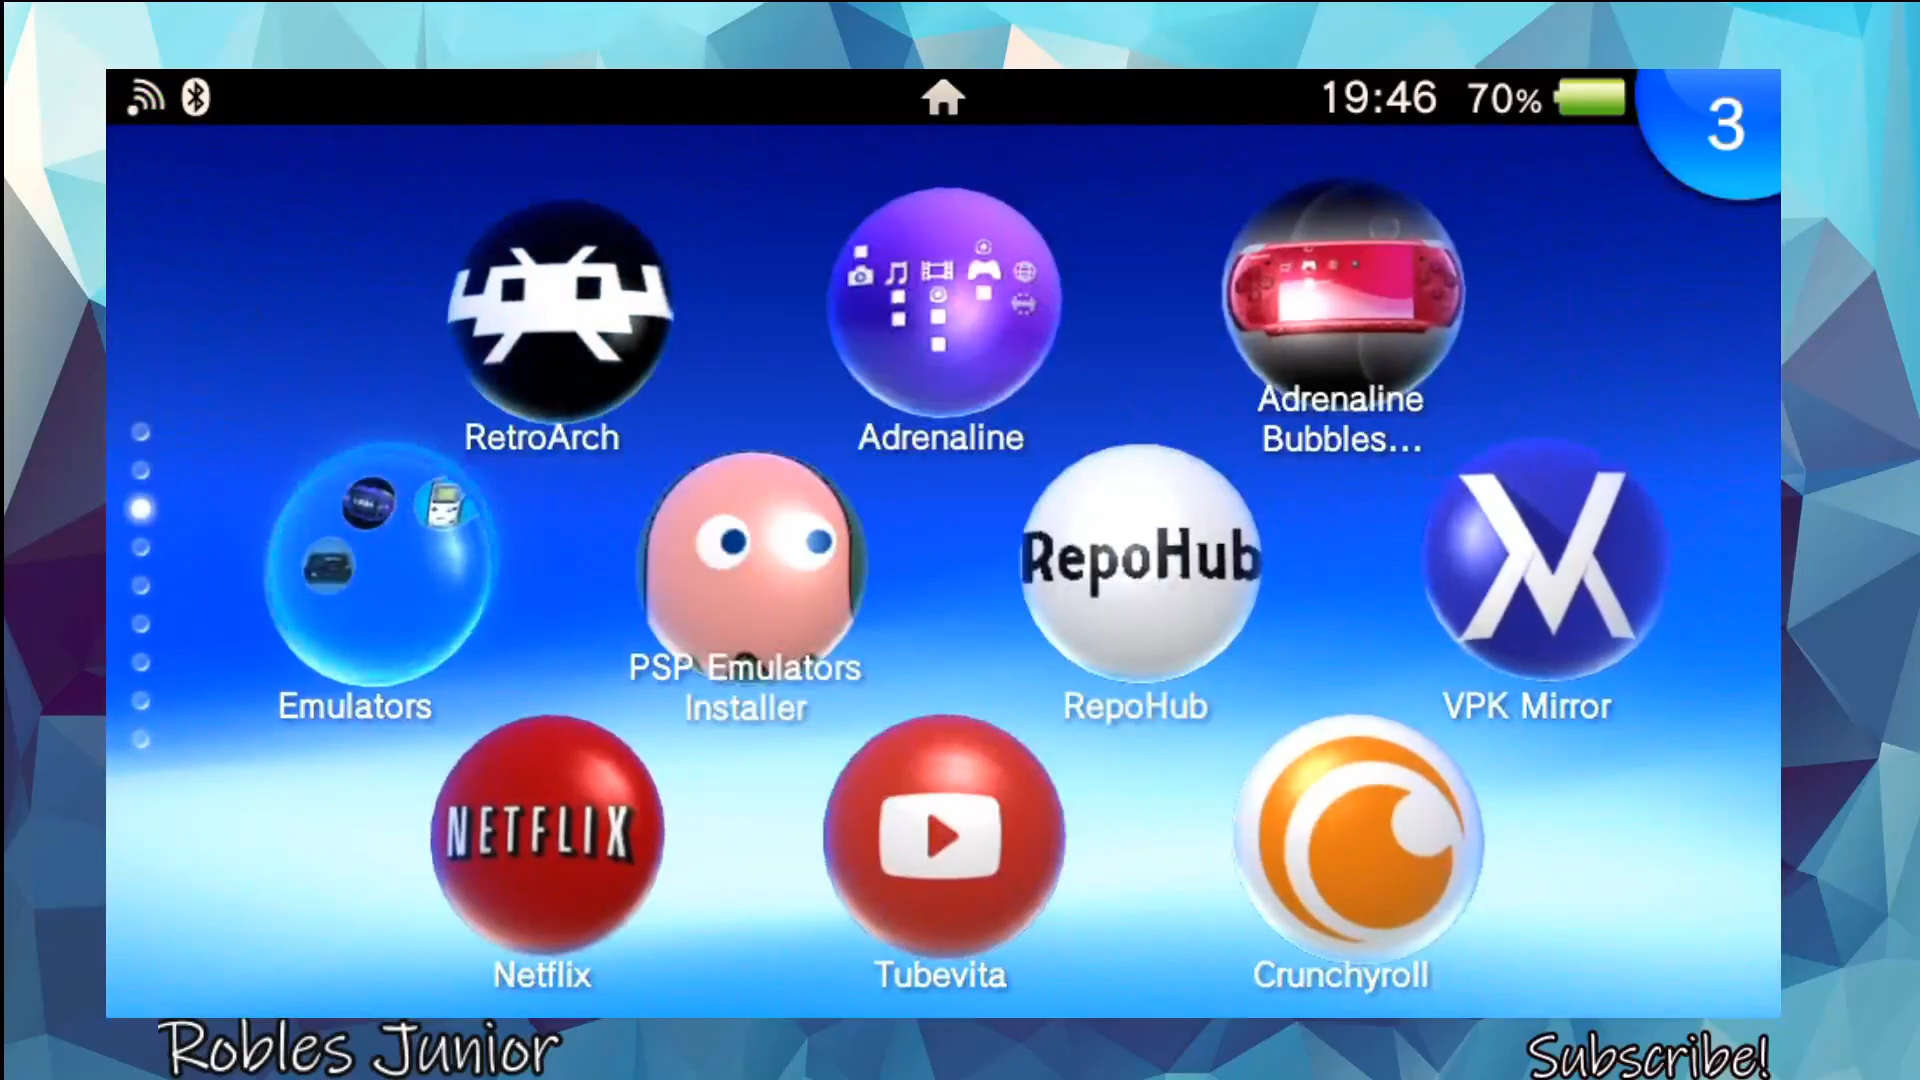 19:46 70% 3
RetroArch
Adrenaline
Adrenaline
Bubbles...
RepoHub
Emulators
PSP Emulators
Installer
RepoHub
VPK Mirror
NETFLIX
Netflix
Tubevita
Crunchyroll
Robles Junior
Subscribe!